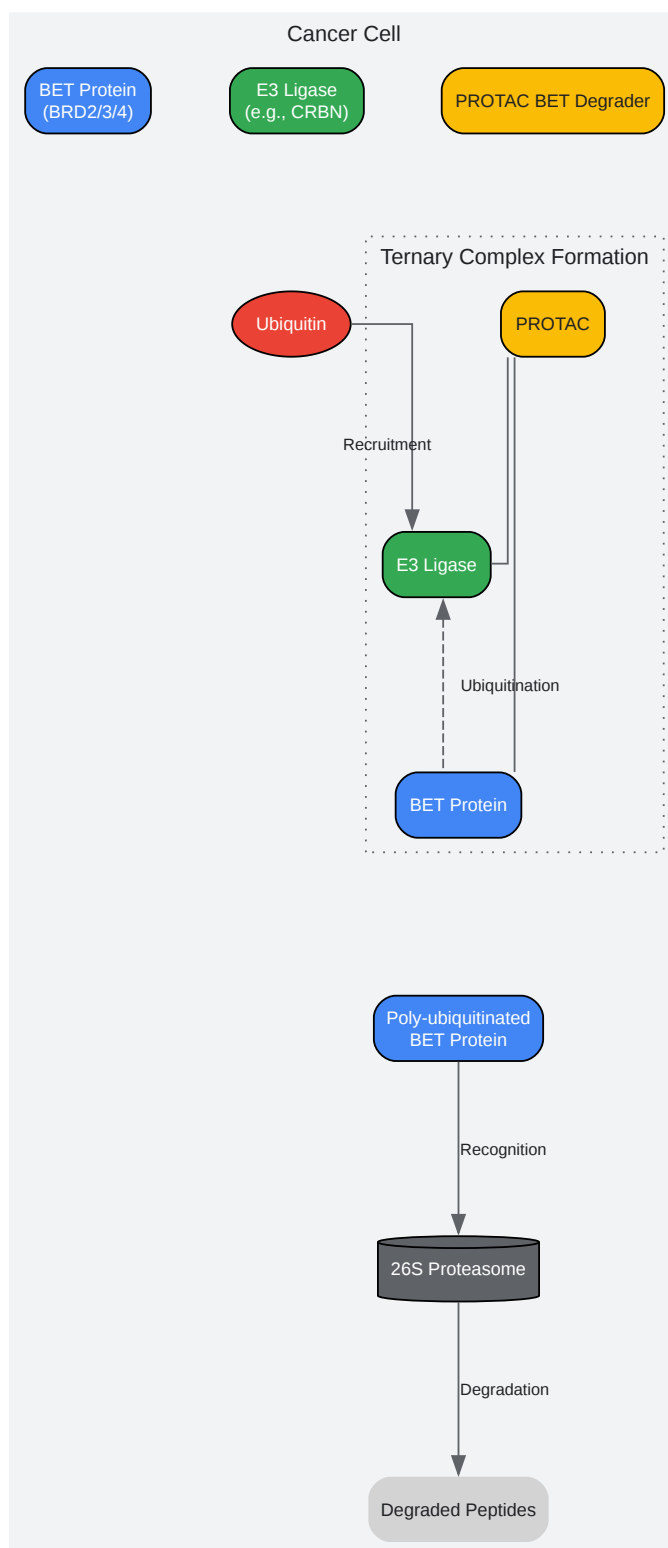 Cancer Cell
BET Protein
(BRD2/3/4)
E3 Ligase
(e.g., CRBN)
PROTAC BET Degrader
Ternary Complex Formation
Ubiquitin
PROTAC
Recruitment
E3 Ligase
Ubiquitination
BET Protein
Poly-ubiquitinated
BET Protein
Recognition
26S Proteasome
Degradation
Degraded Peptides